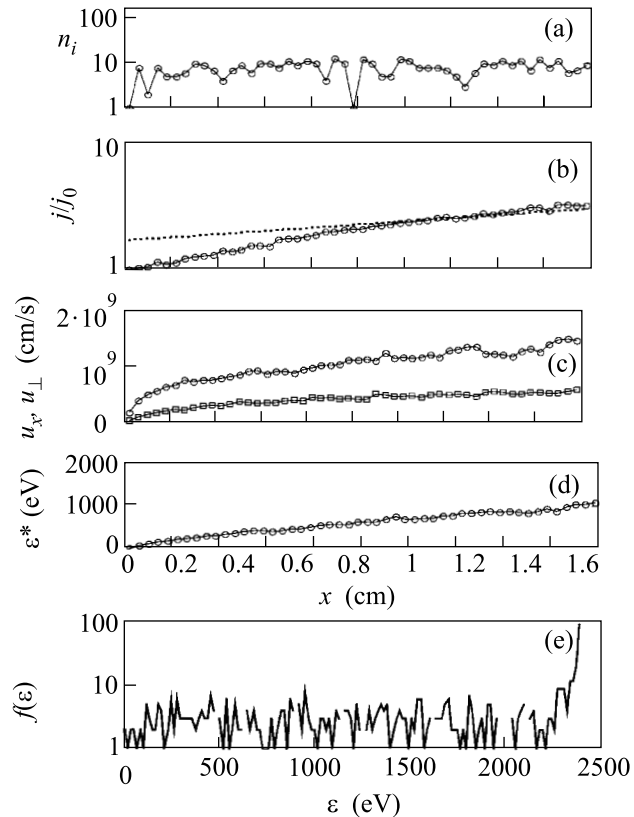 100
10
1
n_i
(a)
10
1
j/j_0
(b)
2·10^9
10^9
0
u_x, u_⊥ (cm/s)
(c)
2000
1000
0
ε* (eV)
(d)
0 0.2 0.4 0.6 0.8 1 1.2 1.4 1.6
x (cm)
100
10
1
f(ε)
(e)
0 500 1000 1500 2000 2500
ε (eV)